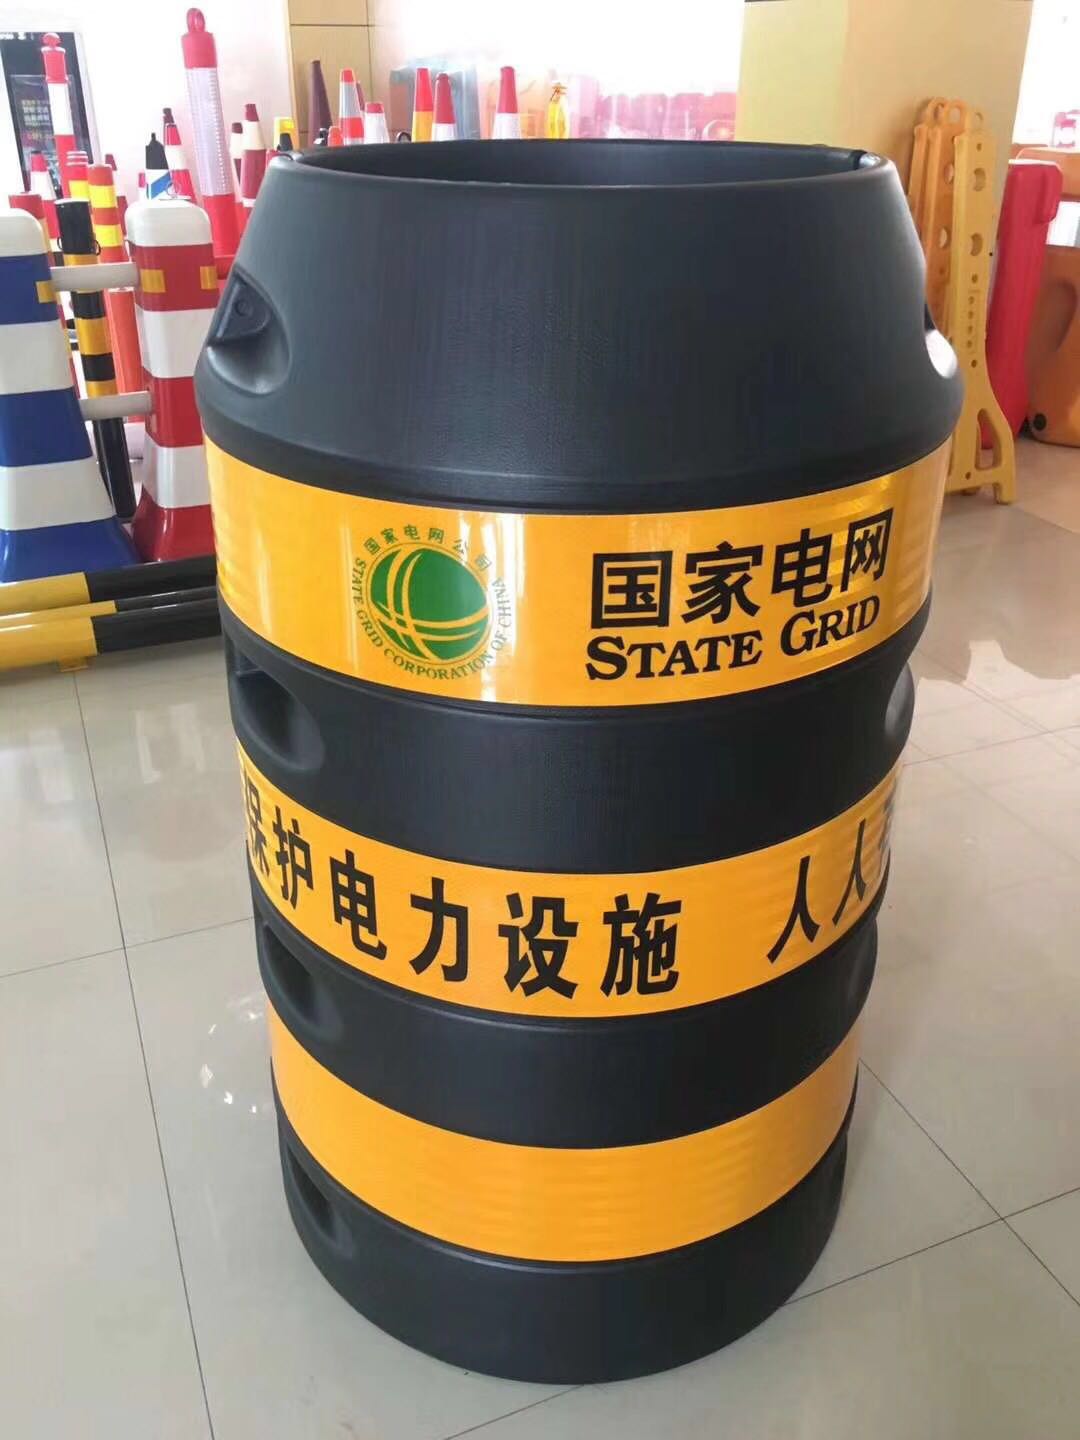 国家电网公司
STATE GRID CORPORATION OF CHINA
国家电网
STATE GRID
保护电力设施 人人